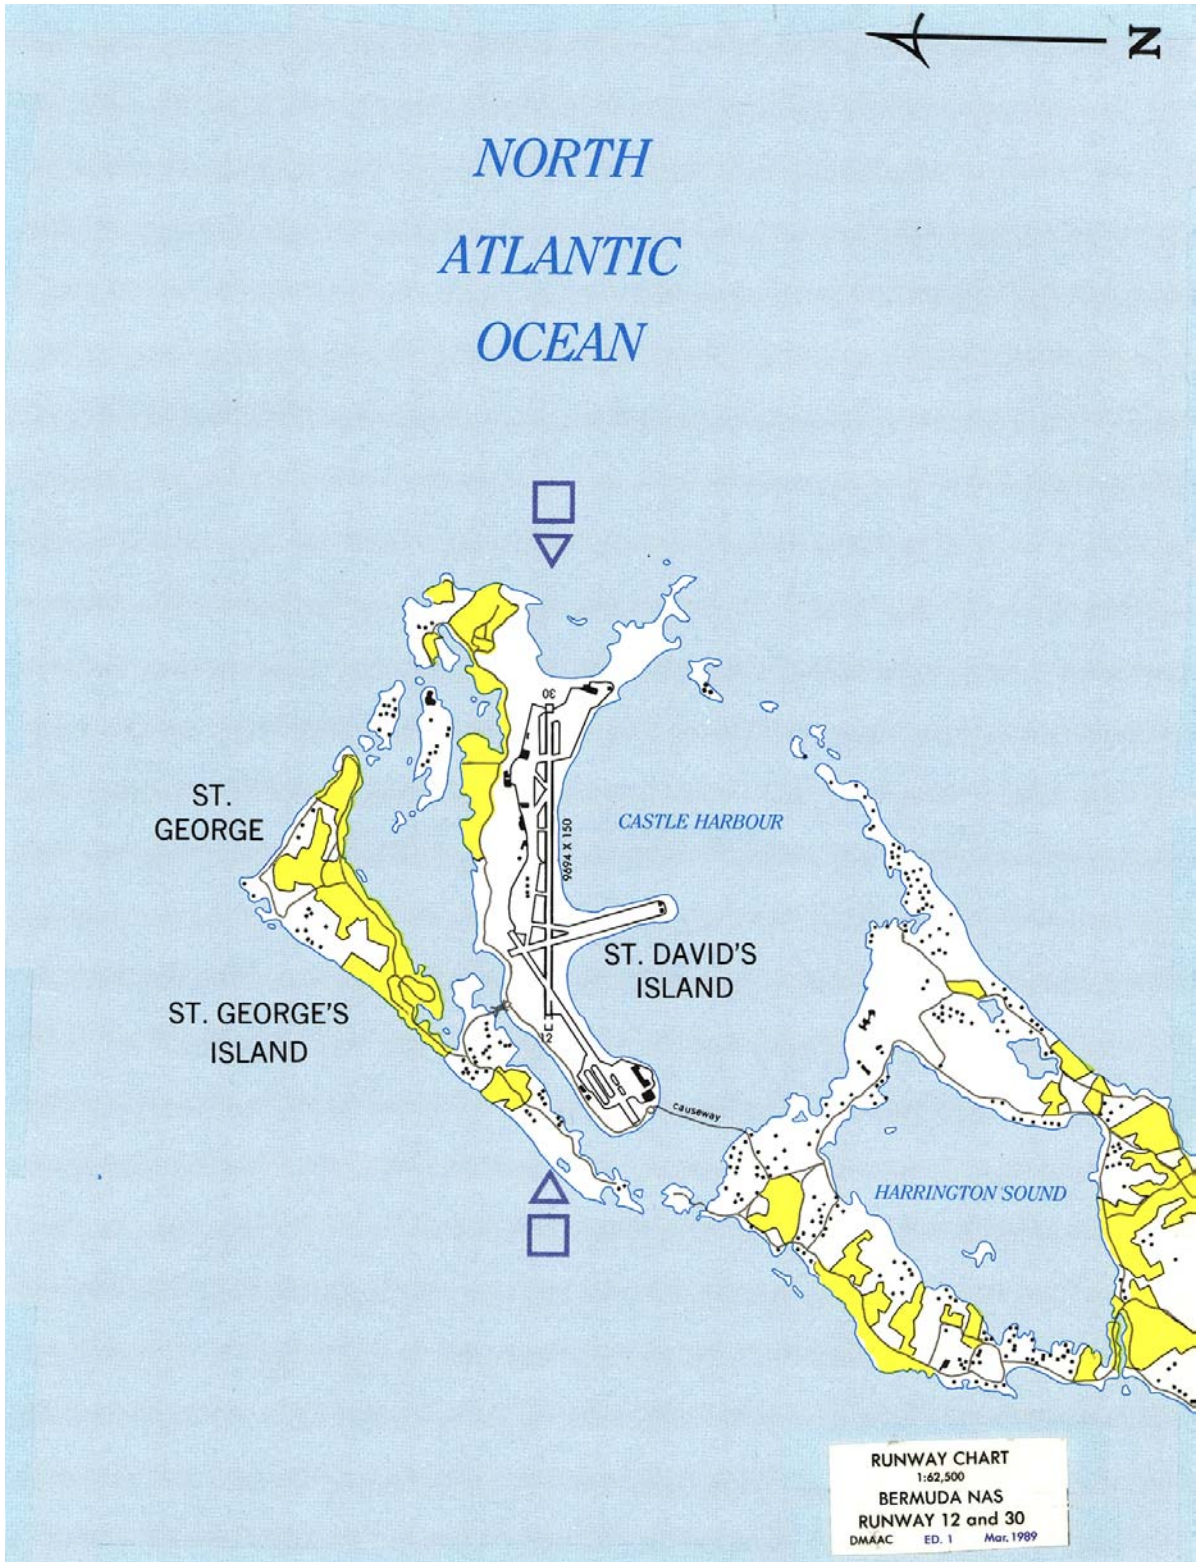 N
NORTH
ATLANTIC
OCEAN
30
ST.
GEORGE
CASTLE HARBOUR
9694 X 150
ST. DAVID'S
ISLAND
ST. GEORGE'S
ISLAND
12
causeway
HARRINGTON SOUND
RUNWAY CHART
1:62,500
BERMUDA NAS
RUNWAY 12 and 30
DMAAC ED. 1 Mar. 1989